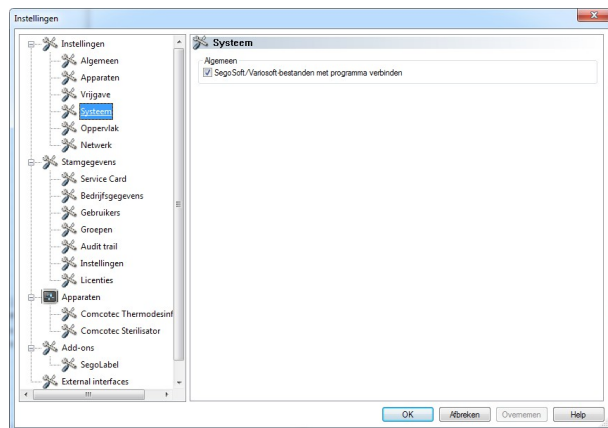 Instellingen
Instellingen
Algemeen
Apparaten
Vrijgave
Systeem
Oppervlak
Netwerk
Stamgegevens
Service Card
Bedrijfsgegevens
Gebruikers
Groepen
Audit trail
Instellingen
Licenties
Apparaten
Comcotec Thermodesinf
Comcotec Sterilisator
Add-ons
SegoLabel
External interfaces
Systeem
Algemeen
SegoSoft/Variosoft-bestanden met programma verbinden
OK
Afbreken
Overnemen
Help